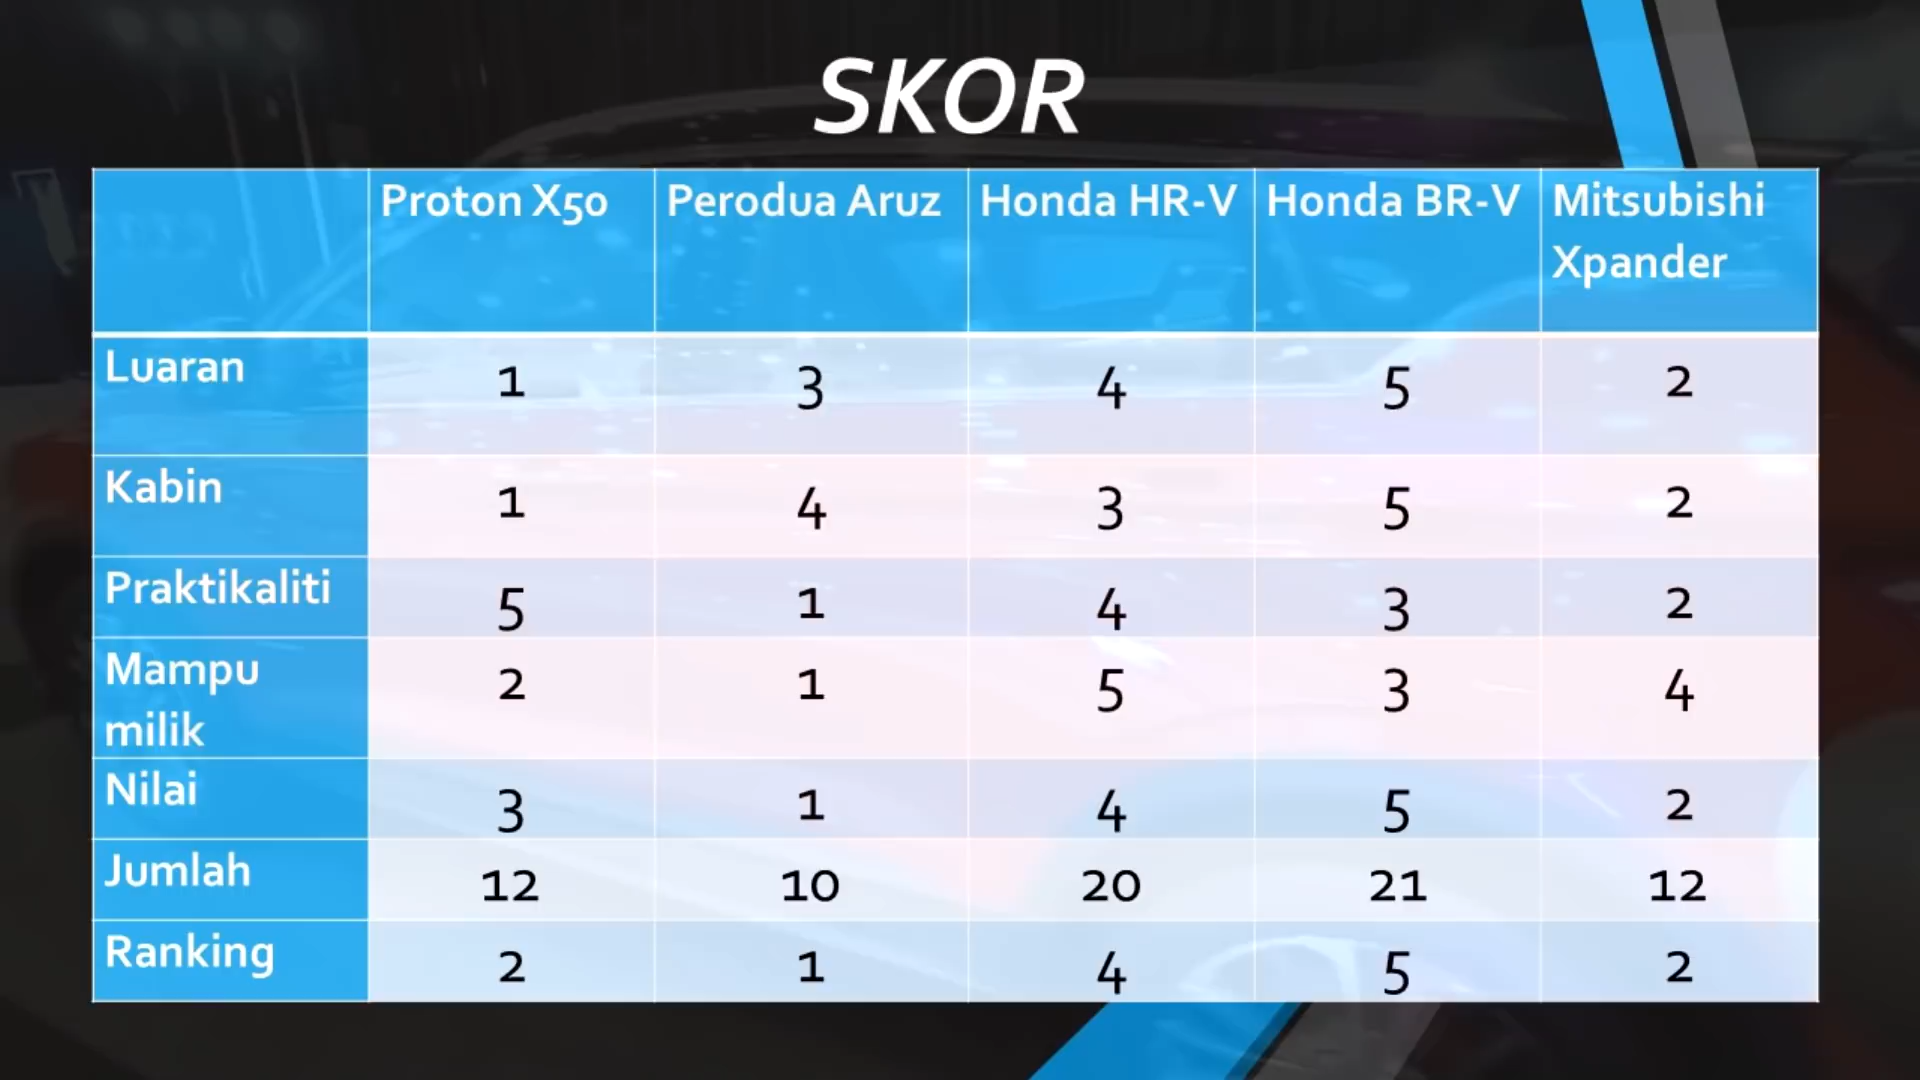 SKOR
Proton X50 Perodua Aruz Honda HR-V Honda BR-V Mitsubishi
Xpander
Luaran 1 3 4 5 2
Kabin 1 4 3 5 2
Praktikaliti 5 1 4 3 2
Mampu 2 1 5 3 4
milik
Nilai 3 1 4 5 2
Jumlah 12 10 20 21 12
Ranking 2 1 4 5 2